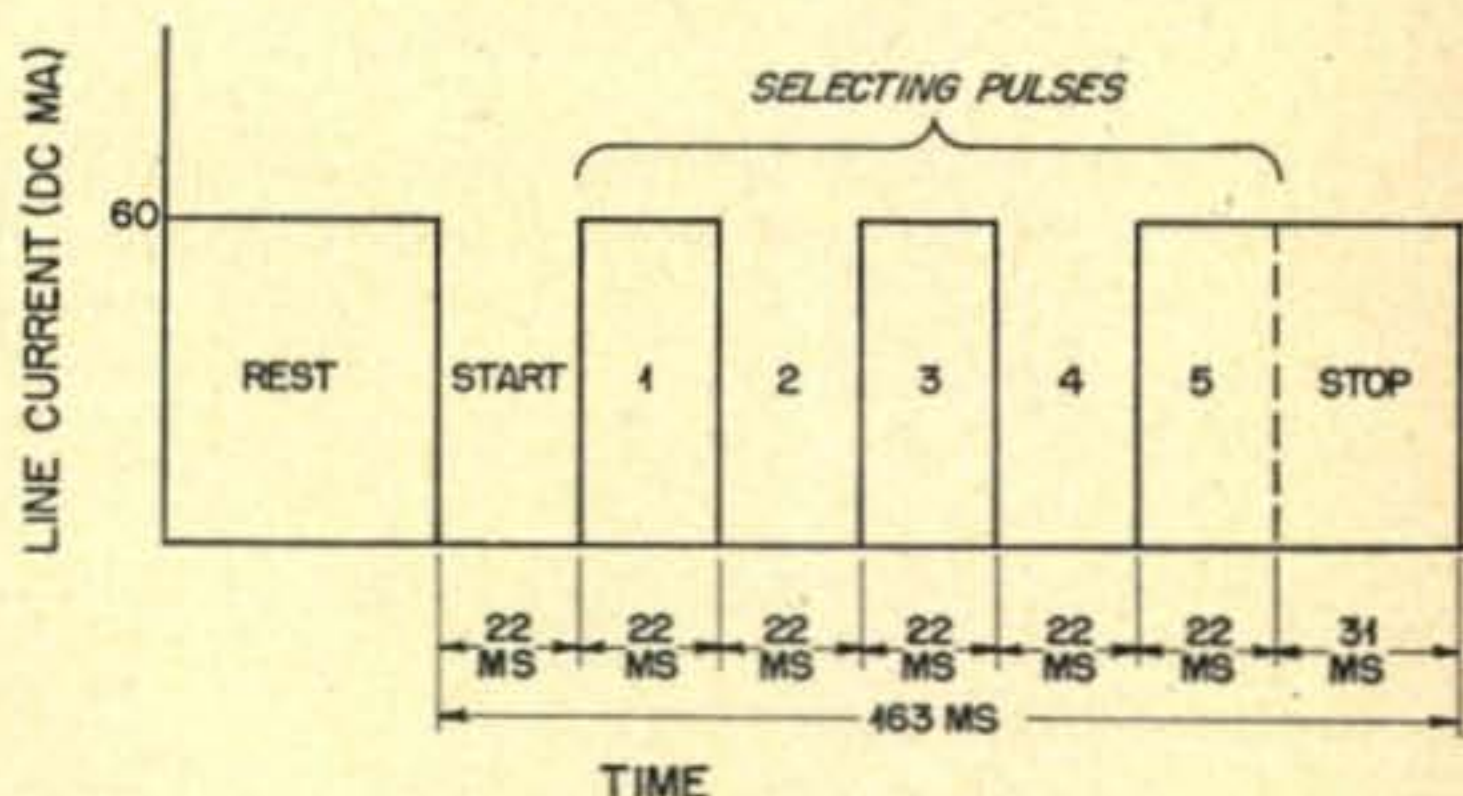 LINE CURRENT (DC MA)
SELECTING PULSES
60
REST START 1 2 3 4 5 STOP
22 MS 22 MS 22 MS 22 MS 22 MS 22 MS 31 MS
163 MS
TIME